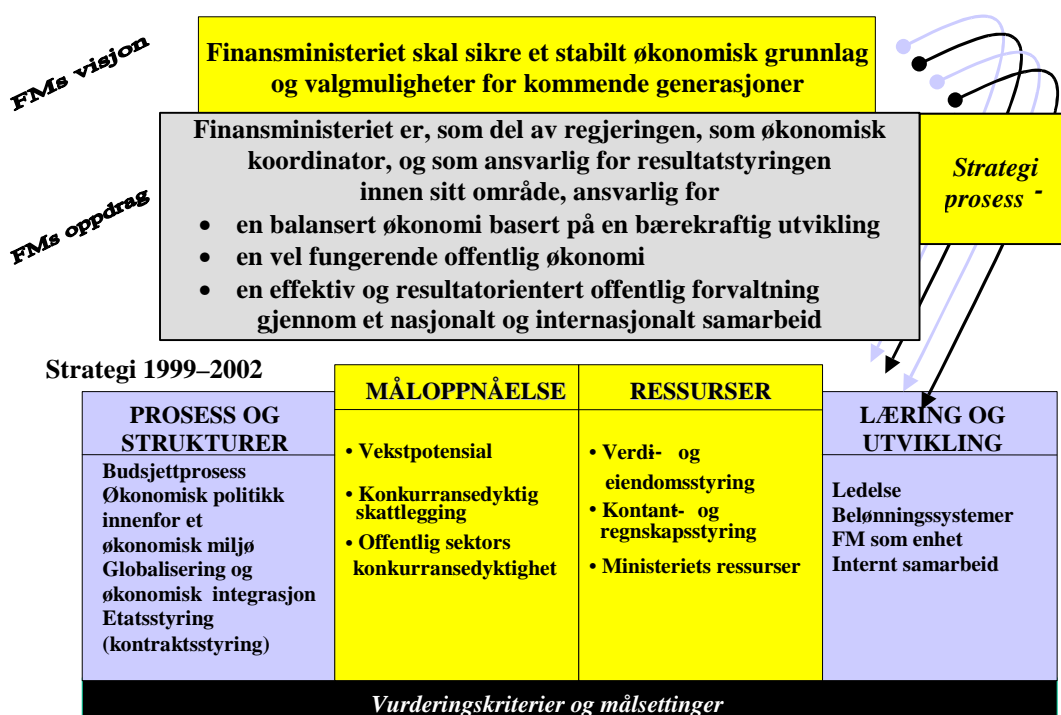 FMs visjon
Finansministeriet skal sikre et stabilt økonomisk grunnlag
og valgmuligheter for kommende generasjoner
FMs oppdrag
Finansministeriet er, som del av regjeringen, som økonomisk
koordinator, og som ansvarlig for resultatstyringen
innen sitt område, ansvarlig for
• en balansert økonomi basert på en bærekraftig utvikling
• en vel fungerende offentlig økonomi
• en effektiv og resultatorientert offentlig forvaltning
gjennom et nasjonalt og internasjonalt samarbeid
Strategi
prosess -
Strategi 1999–2002
PROSESS OG
STRUKTURER
Budsjettprosess
Økonomisk politikk
innenfor et
økonomisk miljø
Globalisering og
økonomisk integrasjon
Etatsstyring
(kontraktsstyring)
MÅLOPPNÅELSE
• Vekstpotensial
• Konkurransedyktig
skattlegging
• Offentlig sektors
konkurransedyktighet
RESSURSER
• Verdi- og
eiendomsstyring
• Kontant- og
regnskapsstyring
• Ministeriets ressurser
LÆRING OG
UTVIKLING
Ledelse
Belønningssystemer
FM som enhet
Internt samarbeid
Vurderingskriterier og målsettinger